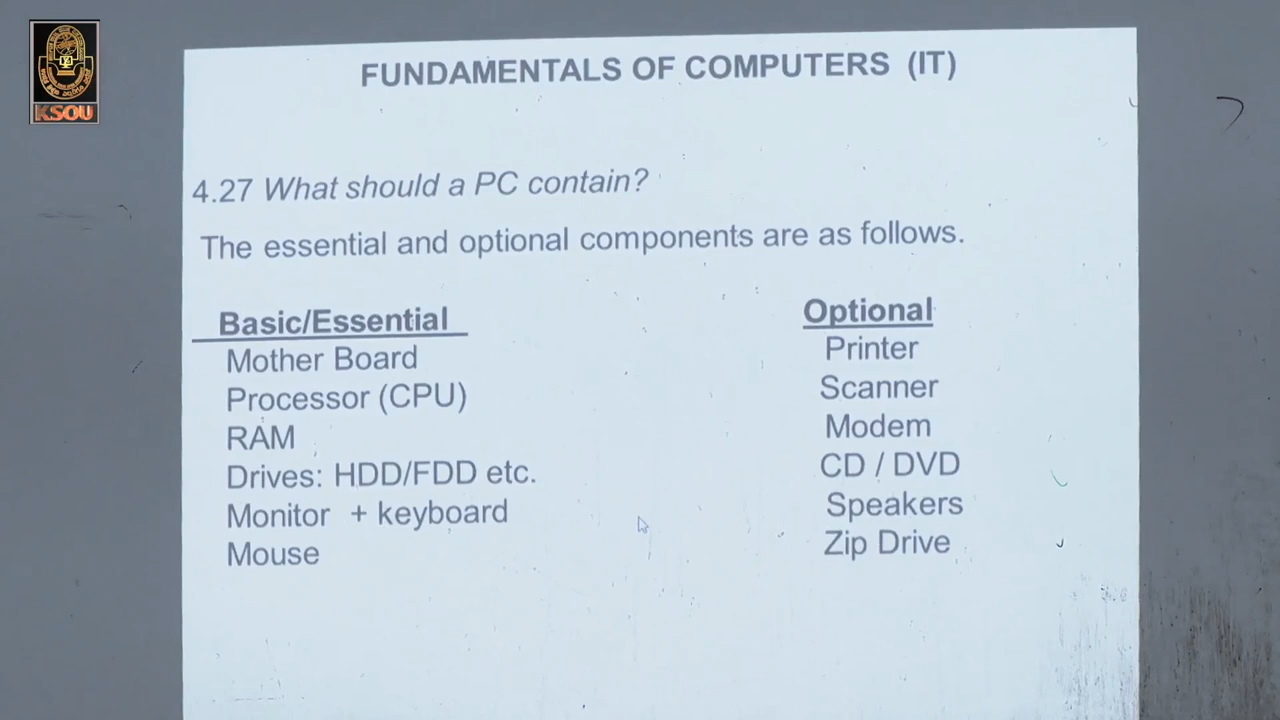 KSOU
FUNDAMENTALS OF COMPUTERS (IT)
4.27 What should a PC contain?
The essential and optional components are as follows.
Basic/Essential
Mother Board
Processor (CPU)
RAM
Drives: HDD/FDD etc.
Monitor + keyboard
Mouse
Optional
Printer
Scanner
Modem
CD / DVD
Speakers
Zip Drive